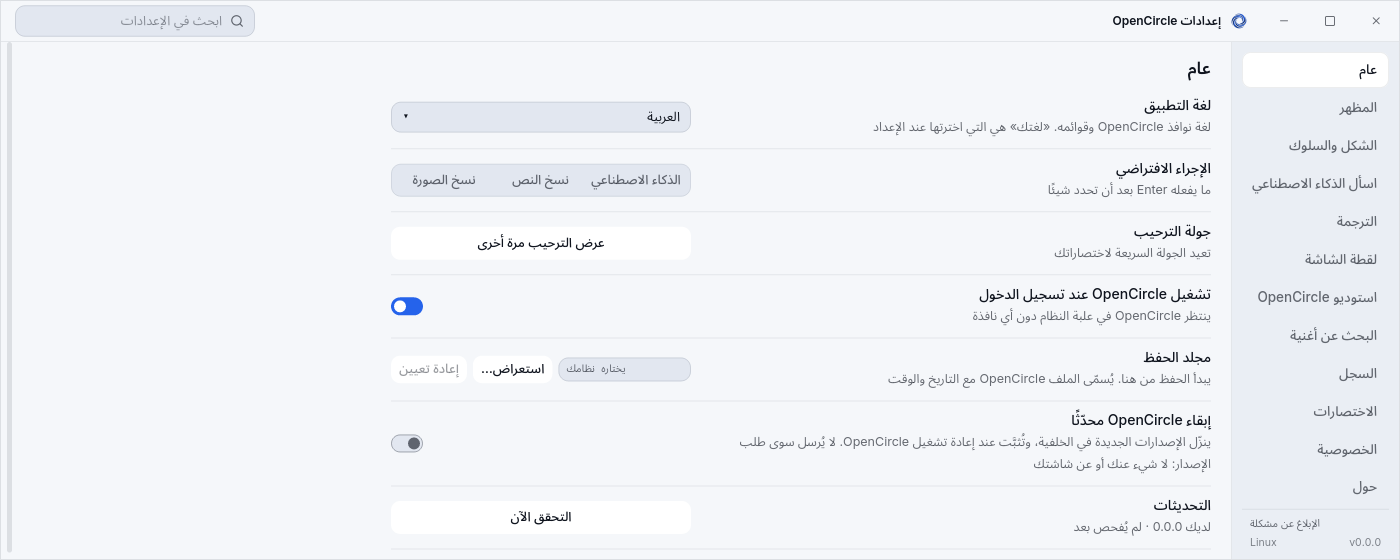 إعدادات OpenCircle
ابحث في الإعدادات
عام
المظهر
الشكل والسلوك
اسأل الذكاء الاصطناعي
الترجمة
لقطة الشاشة
استوديو OpenCircle
البحث عن أغنية
السجل
الاختصارات
الخصوصية
حول
الإبلاغ عن مشكلة
v0.0.0
Linux
عام
لغة التطبيق
لغة نوافذ OpenCircle وقوائمه. «لغتك» هي التي اخترتها عند الإعداد
العربية
الإجراء الافتراضي
ما يفعله Enter بعد أن تحدد شيئًا
الذكاء الاصطناعي
نسخ النص
نسخ الصورة
جولة الترحيب
تعيد الجولة السريعة لاختصاراتك
عرض الترحيب مرة أخرى
تشغيل OpenCircle عند تسجيل الدخول
ينتظر OpenCircle في علبة النظام دون أي نافذة
مجلد الحفظ
يبدأ الحفظ من هنا. يُسمّى الملف OpenCircle مع التاريخ والوقت
يختاره نظامك
استعراض...
إعادة تعيين
إبقاء OpenCircle محدّثًا
ينزّل الإصدارات الجديدة في الخلفية، وتُثبَّت عند إعادة تشغيل OpenCircle. لا يُرسل سوى طلب
الإصدار: لا شيء عنك أو عن شاشتك
التحديثات
لديك 0.0.0 · لم يُفحص بعد
التحقق الآن